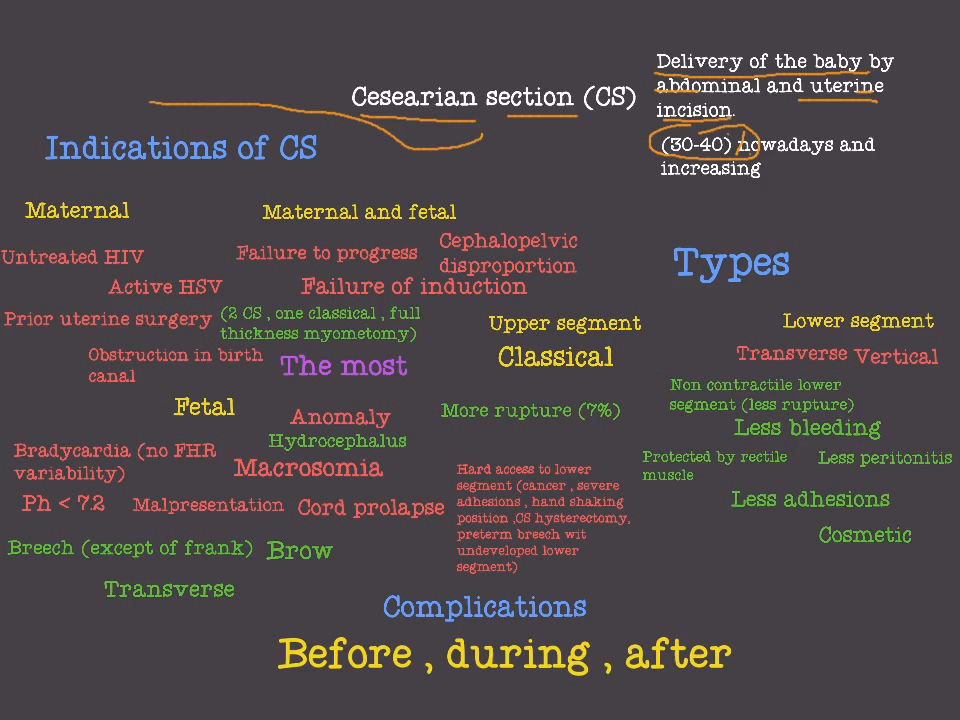 Cesearian section (CS)
Delivery of the baby by
abdominal and uterine
incision.
(30-40) nowadays and
increasing
Indications of CS
Maternal
Untreated HIV
Active HSV
Prior uterine surgery
(2 CS , one classical , full
thickness myometomy)
Obstruction in birth
canal
Maternal and fetal
Failure to progress
Cephalopelvic
disproportion
Failure of induction
The most
Fetal
Anomaly
Hydrocephalus
Bradycardia (no FHR
variability)
Macrosomia
Ph < 7.2
Malpresentation
Cord prolapse
Breech (except of frank)
Brow
Transverse
Types
Upper segment
Classical
More rupture (7%)
Hard access to lower
segment (cancer , severe
adhesions , hand shaking
position ,CS hysterectomy,
preterm breech wit
undeveloped lower
segment)
Lower segment
Transverse
Vertical
Non contractile lower
segment (less rupture)
Less bleeding
Protected by rectile
muscle
Less peritonitis
Less adhesions
Cosmetic
Complications
Before , during , after